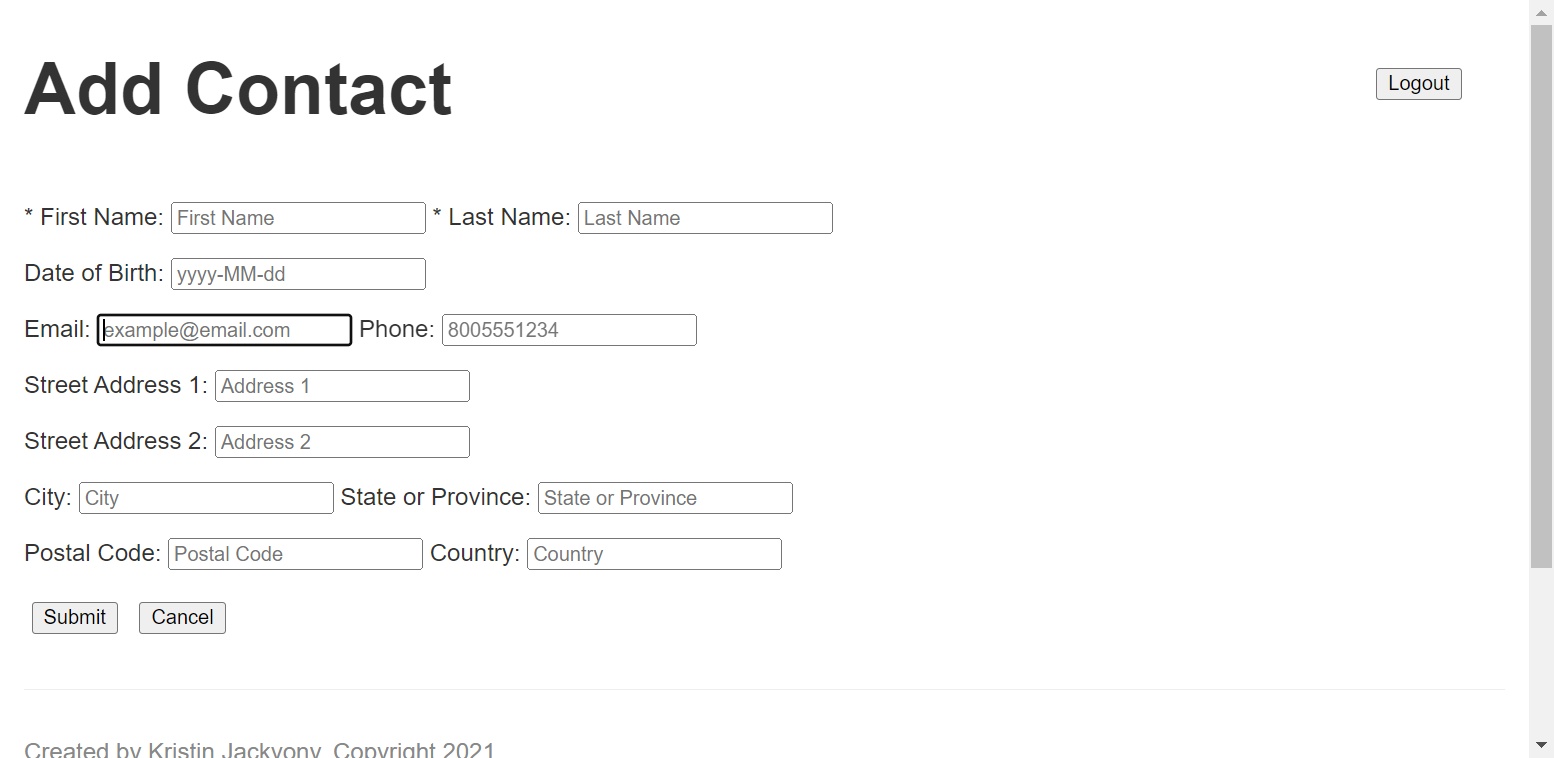 Add Contact
Logout
* First Name: First Name * Last Name: Last Name
Date of Birth: yyyy-MM-dd
Email: example@email.com Phone: 8005551234
Street Address 1: Address 1
Street Address 2: Address 2
City: City State or Province: State or Province
Postal Code: Postal Code Country: Country
Submit Cancel
Created by Kristin Jackvony, Copyright 2021